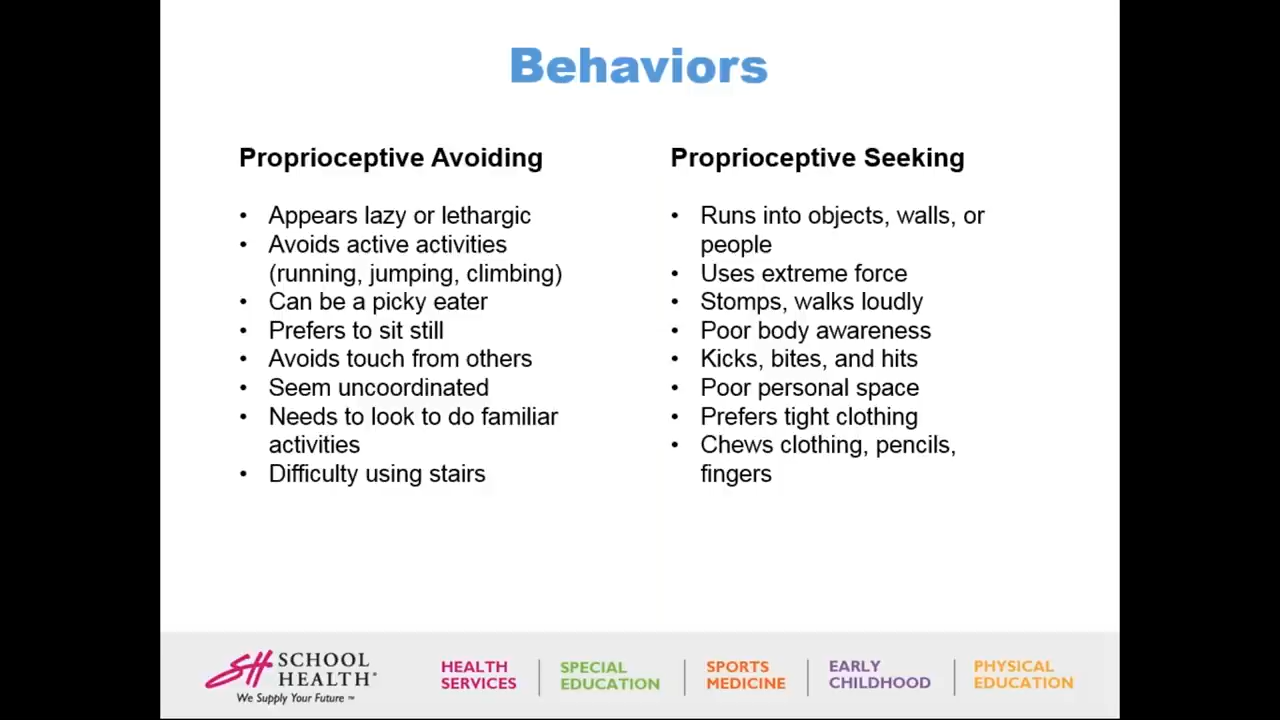 Behaviors
Proprioceptive Avoiding
• Appears lazy or lethargic
• Avoids active activities
(running, jumping, climbing)
• Can be a picky eater
• Prefers to sit still
• Avoids touch from others
• Seem uncoordinated
• Needs to look to do familiar
activities
• Difficulty using stairs
Proprioceptive Seeking
• Runs into objects, walls, or
people
• Uses extreme force
• Stomps, walks loudly
• Poor body awareness
• Kicks, bites, and hits
• Poor personal space
• Prefers tight clothing
• Chews clothing, pencils,
fingers
SH SCHOOL
HEALTH®
We Supply Your Future™
HEALTH
SERVICES
SPECIAL
EDUCATION
SPORTS
MEDICINE
EARLY
CHILDHOOD
PHYSICAL
EDUCATION